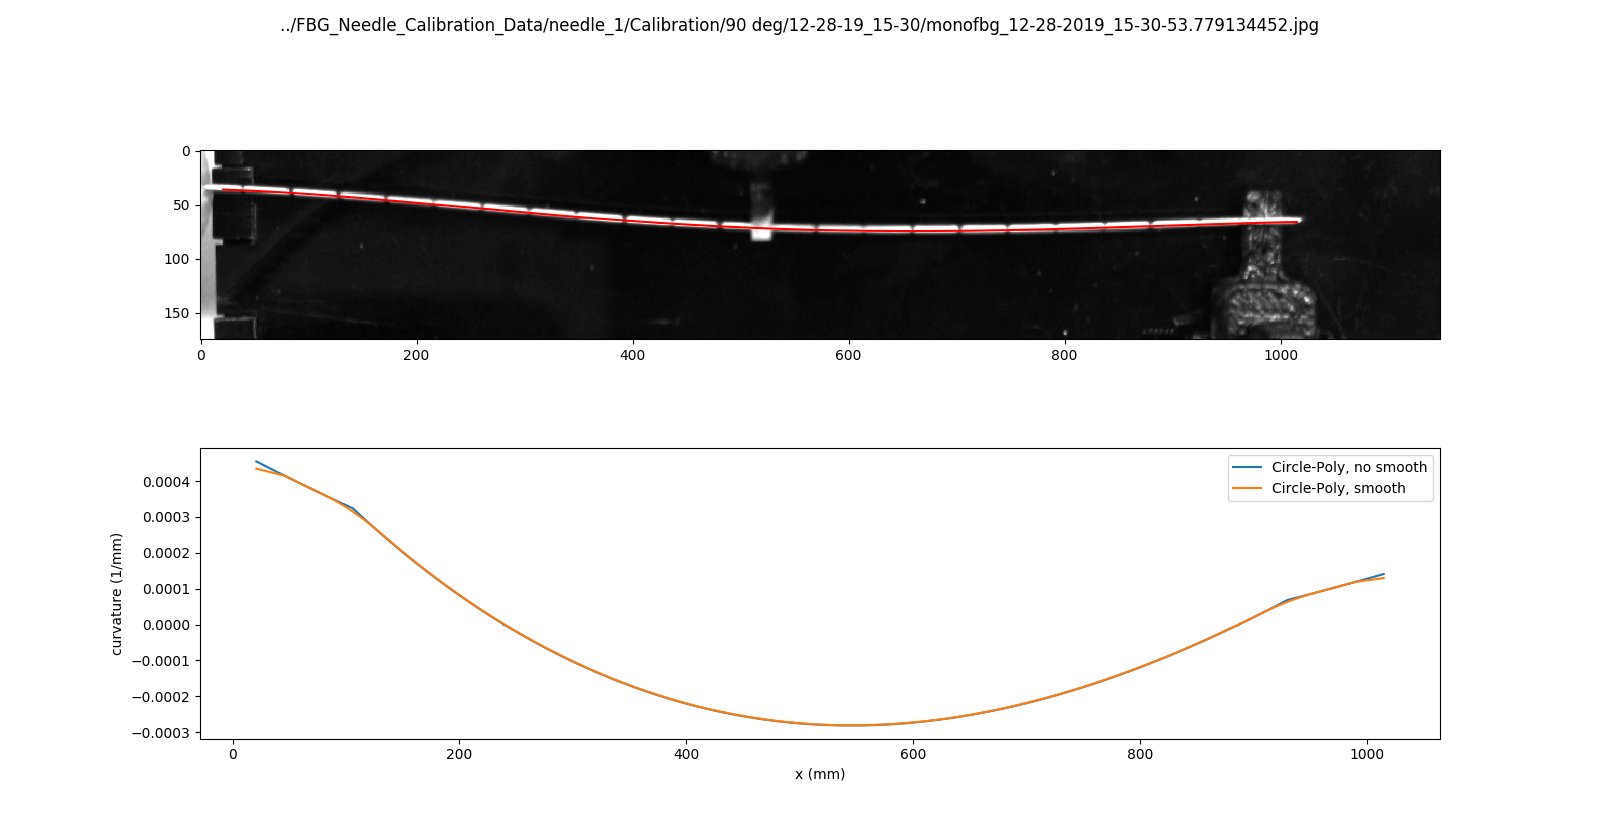 ../FBG_Needle_Calibration_Data/needle_1/Calibration/90 deg/12-28-19_15-30/monofbg_12-28-2019_15-30-53.779134452.jpg
0
50
100
150
0 200 400 600 800 1000
Circle-Poly, no smooth
Circle-Poly, smooth
curvature (1/mm)
0.0004
0.0003
0.0002
0.0001
0.0000
−0.0001
−0.0002
−0.0003
0 200 400 600 800 1000
x (mm)